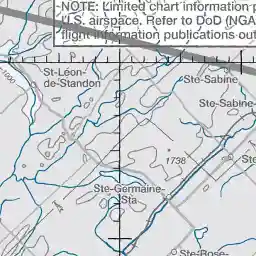 NOTE: Limited chart information p
U.S. airspace. Refer to DoD (NGA
flight information publications out
1000
St-Léon-
de-Standon
Ste-Sabine
Ste-Sabine-
1738
Ste-Germaine-
Sta
Ste-Rose-